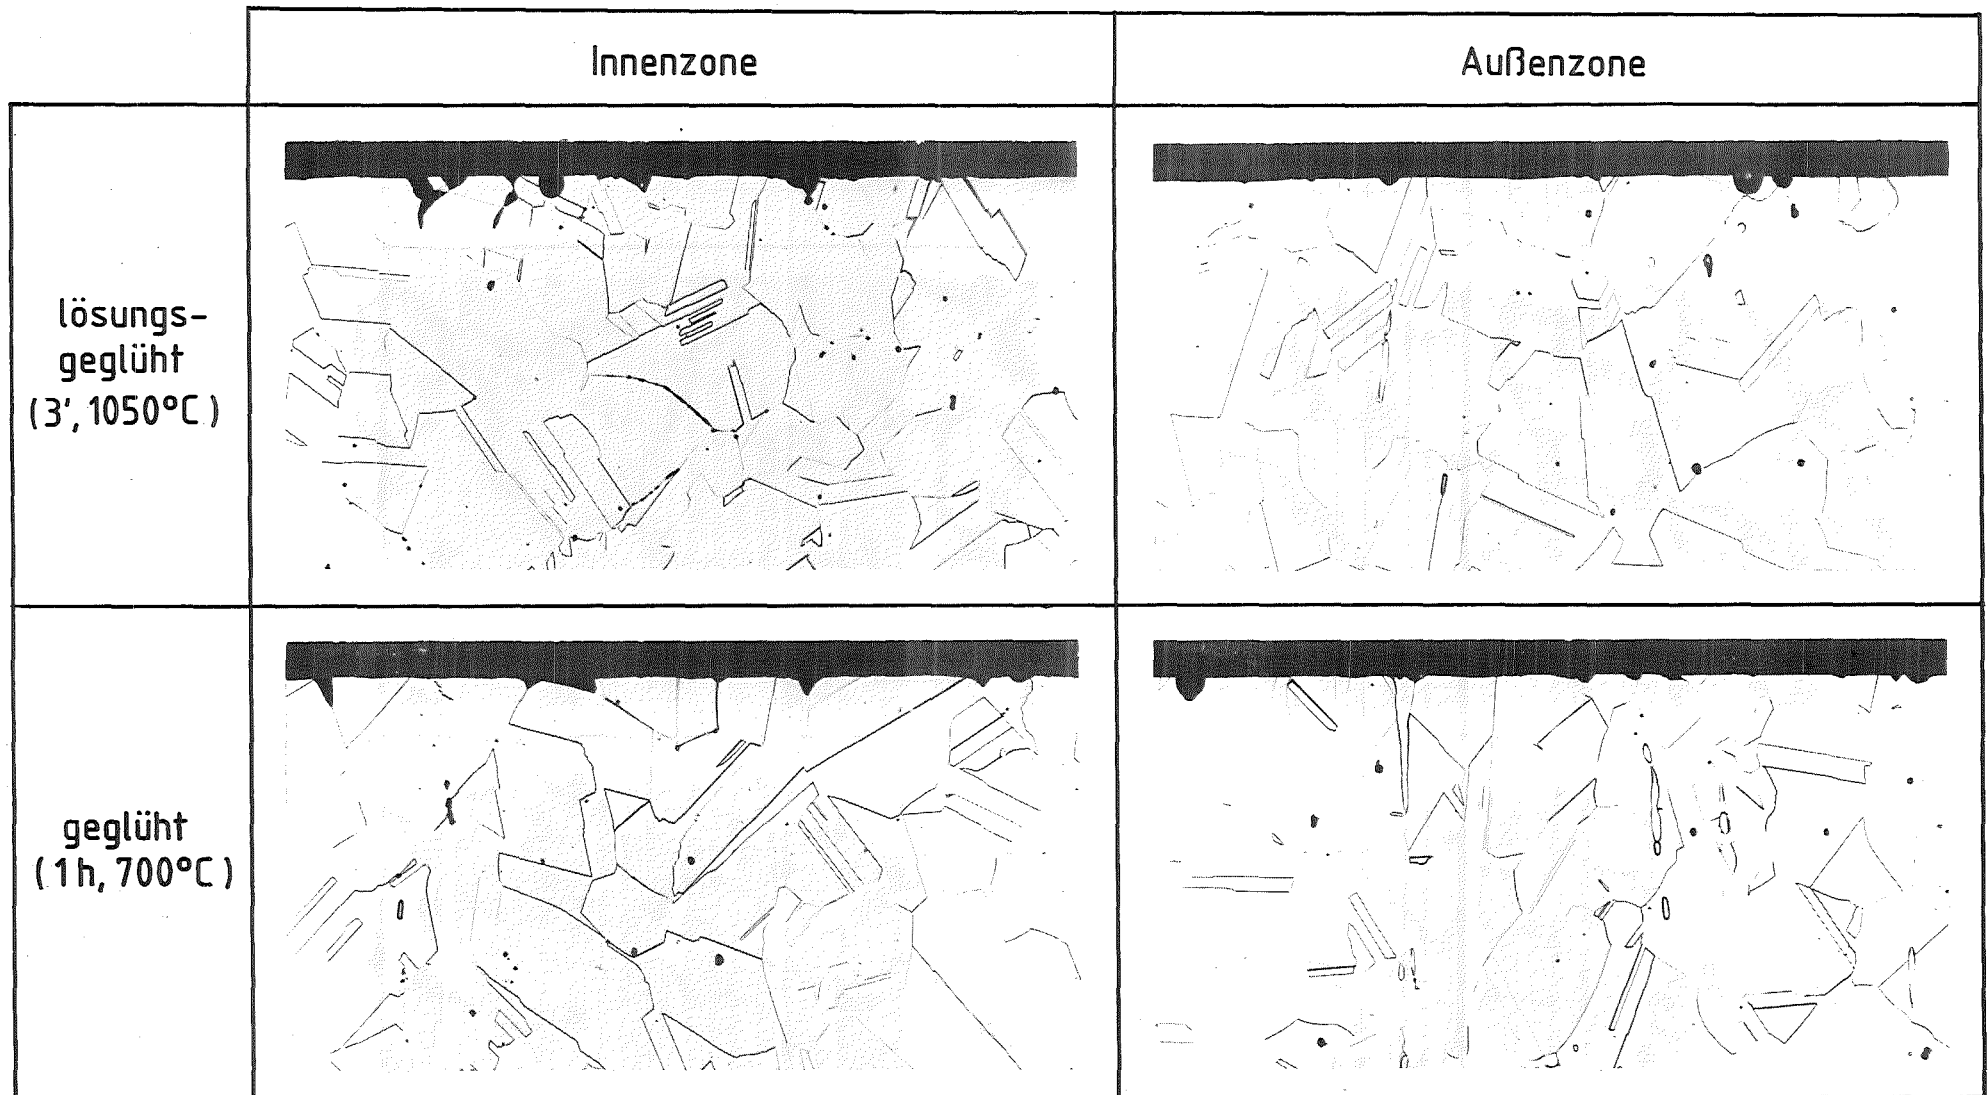 Innenzone
Außenzone
lösungs-
geglüht
(3', 1050°C)
geglüht
(1h, 700°C)